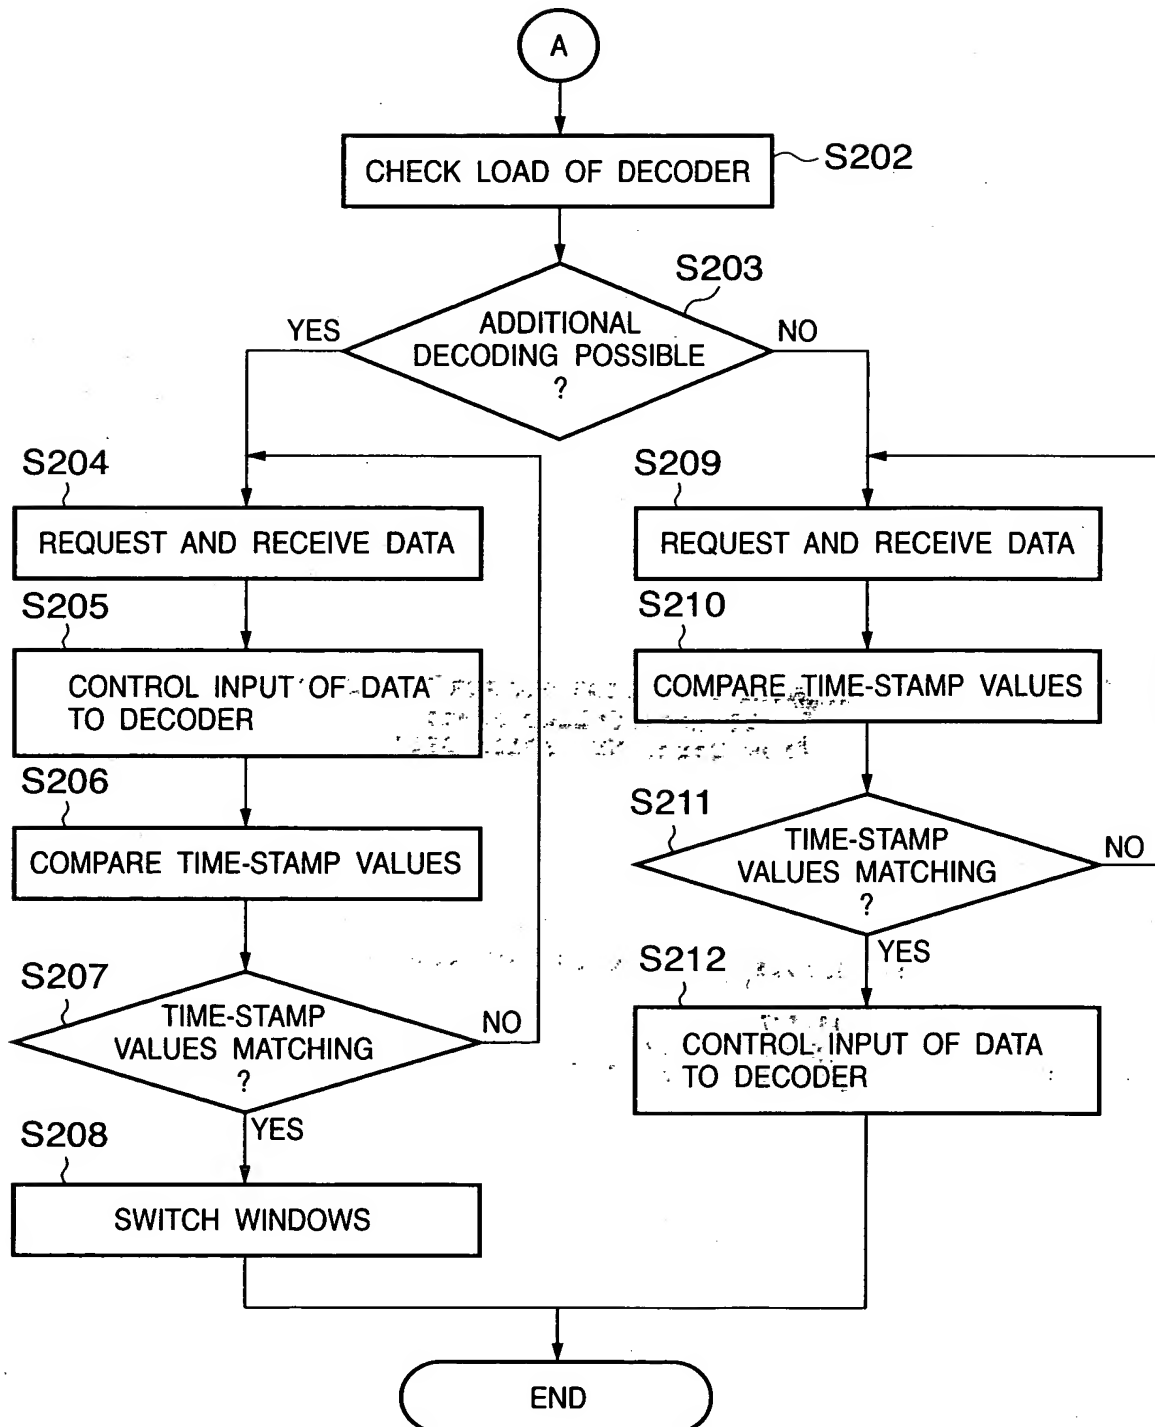 A
CHECK LOAD OF DECODER
S202
S203
ADDITIONAL
DECODING POSSIBLE
?
YES
NO
S204
REQUEST AND RECEIVE DATA
S205
CONTROL INPUT OF DATA
TO DECODER
S206
COMPARE TIME-STAMP VALUES
S207
TIME-STAMP
VALUES MATCHING
?
NO
YES
S208
SWITCH WINDOWS
S209
REQUEST AND RECEIVE DATA
S210
COMPARE TIME-STAMP VALUES
S211
TIME-STAMP
VALUES MATCHING
?
NO
YES
S212
CONTROL INPUT OF DATA
TO DECODER
END